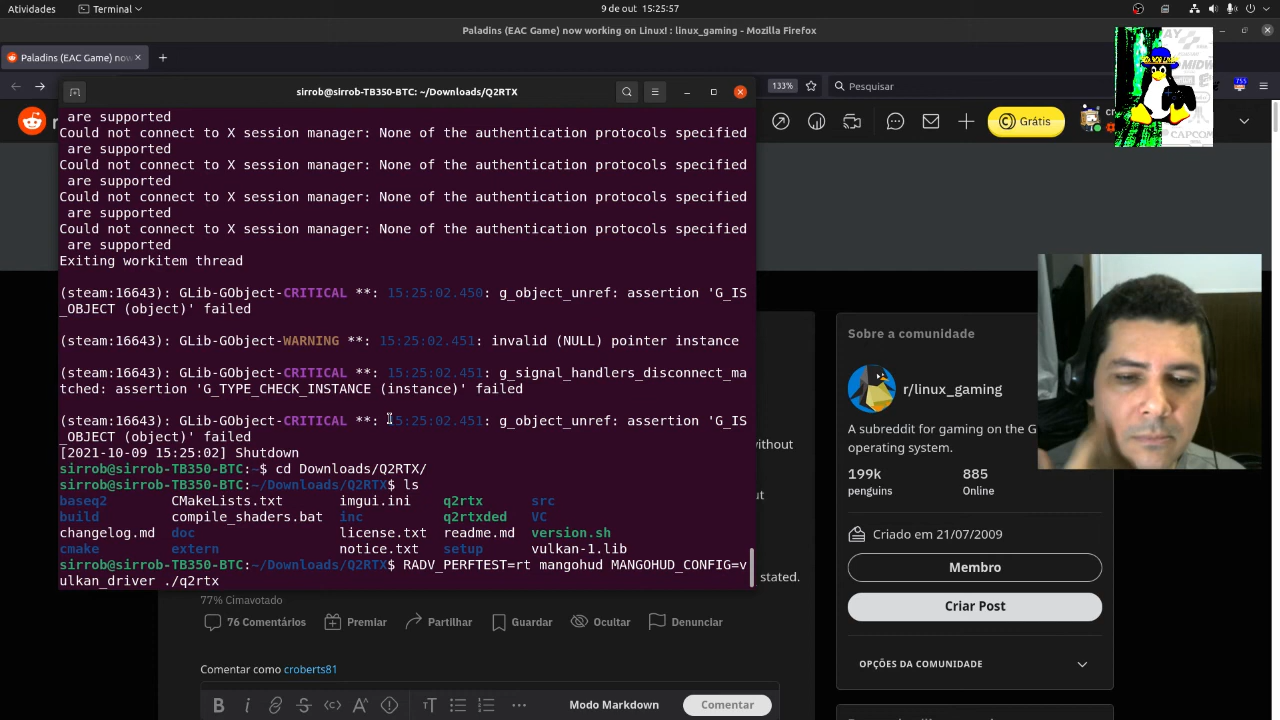 Atividades
Terminal
9 de out 15:25:57
Paladins (EAC Game) now working on Linux! : linux_gaming - Mozilla Firefox
Paladins (EAC Game) now
sirrob@sirrob-TB350-BTC: ~/Downloads/Q2RTX
133%
Pesquisar
755
Grátis
MIDW
CAPCOM
are supported
Could not connect to X session manager: None of the authentication protocols specified
are supported
Could not connect to X session manager: None of the authentication protocols specified
are supported
Could not connect to X session manager: None of the authentication protocols specified
are supported
Could not connect to X session manager: None of the authentication protocols specified
are supported
Exiting workitem thread
(steam:16643): GLib-GObject-CRITICAL **: 15:25:02.450: g_object_unref: assertion 'G_IS
_OBJECT (object)' failed
(steam:16643): GLib-GObject-WARNING **: 15:25:02.451: invalid (NULL) pointer instance
(steam:16643): GLib-GObject-CRITICAL **: 15:25:02.451: g_signal_handlers_disconnect_ma
tched: assertion 'G_TYPE_CHECK_INSTANCE (instance)' failed
(steam:16643): GLib-GObject-CRITICAL **: 15:25:02.451: g_object_unref: assertion 'G_IS
_OBJECT (object)' failed
[2021-10-09 15:25:02] Shutdown
sirrob@sirrob-TB350-BTC:~$ cd Downloads/Q2RTX/
sirrob@sirrob-TB350-BTC:~/Downloads/Q2RTX$ ls
baseq2 CMakeLists.txt imgui.ini q2rtx src
build compile_shaders.bat inc q2rtxded VC
changelog.md doc license.txt readme.md version.sh
cmake extern notice.txt setup vulkan-1.lib
sirrob@sirrob-TB350-BTC:~/Downloads/Q2RTX$ RADV_PERFTEST=rt mangohud MANGOHUD_CONFIG=v
ulkan_driver ./q2rtx
without
out
stated.
77% Cimavotado
76 Comentários
Premiar
Partilhar
Guardar
Ocultar
Denunciar
Comentar como croberts81
Modo Markdown
Comentar
Sobre a comunidade
r/linux_gaming
A subreddit for gaming on the G
operating system.
199k
885
penguins
Online
Criado em 21/07/2009
Membro
Criar Post
OPÇÕES DA COMUNIDADE